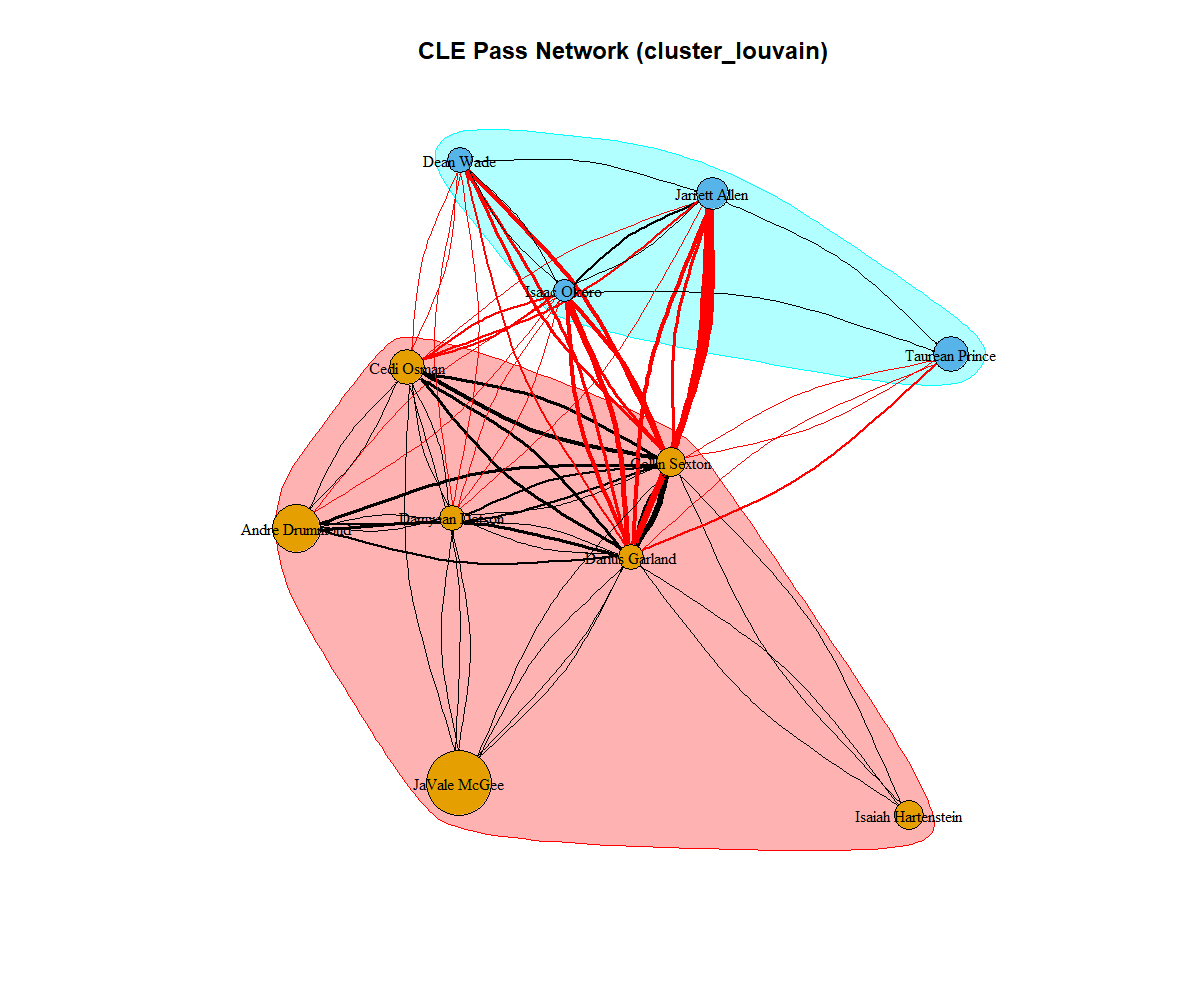 CLE Pass Network (cluster_louvain)
Dean Wade
Jarrett Allen
Isaac Okoro
Taurean Prince
Cedi Osman
Collin Sexton
Andre Drummond
Damyean Dotson
Darius Garland
JaVale McGee
Isaiah Hartenstein